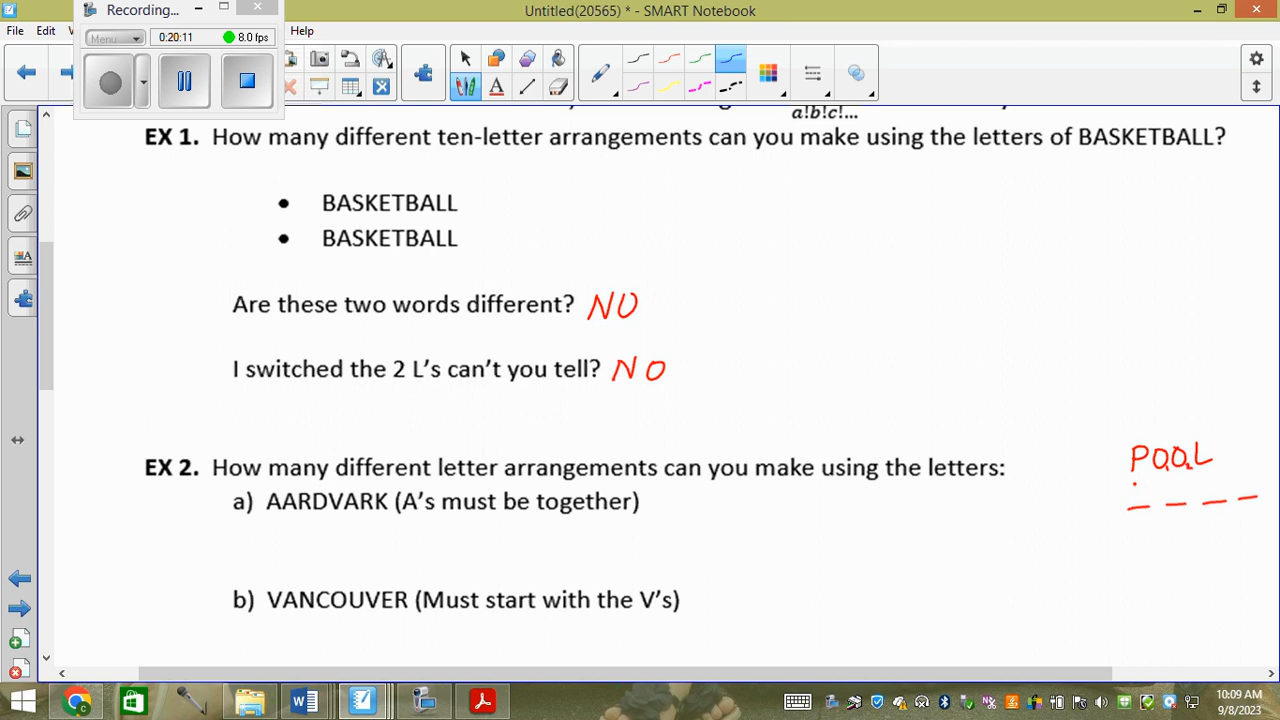 Untitled(20565) * - SMART Notebook
Recording...
Menu
0:20:11
8.0 fps
File
Edit
Help
a!b!c!...
EX 1. How many different ten-letter arrangements can you make using the letters of BASKETBALL?
• BASKETBALL
• BASKETBALL
Are these two words different? NO
I switched the 2 L's can't you tell? NO
POOL
EX 2. How many different letter arrangements can you make using the letters:
a) AARDVARK (A's must be together)
b) VANCOUVER (Must start with the V's)
10:09 AM
9/8/2023